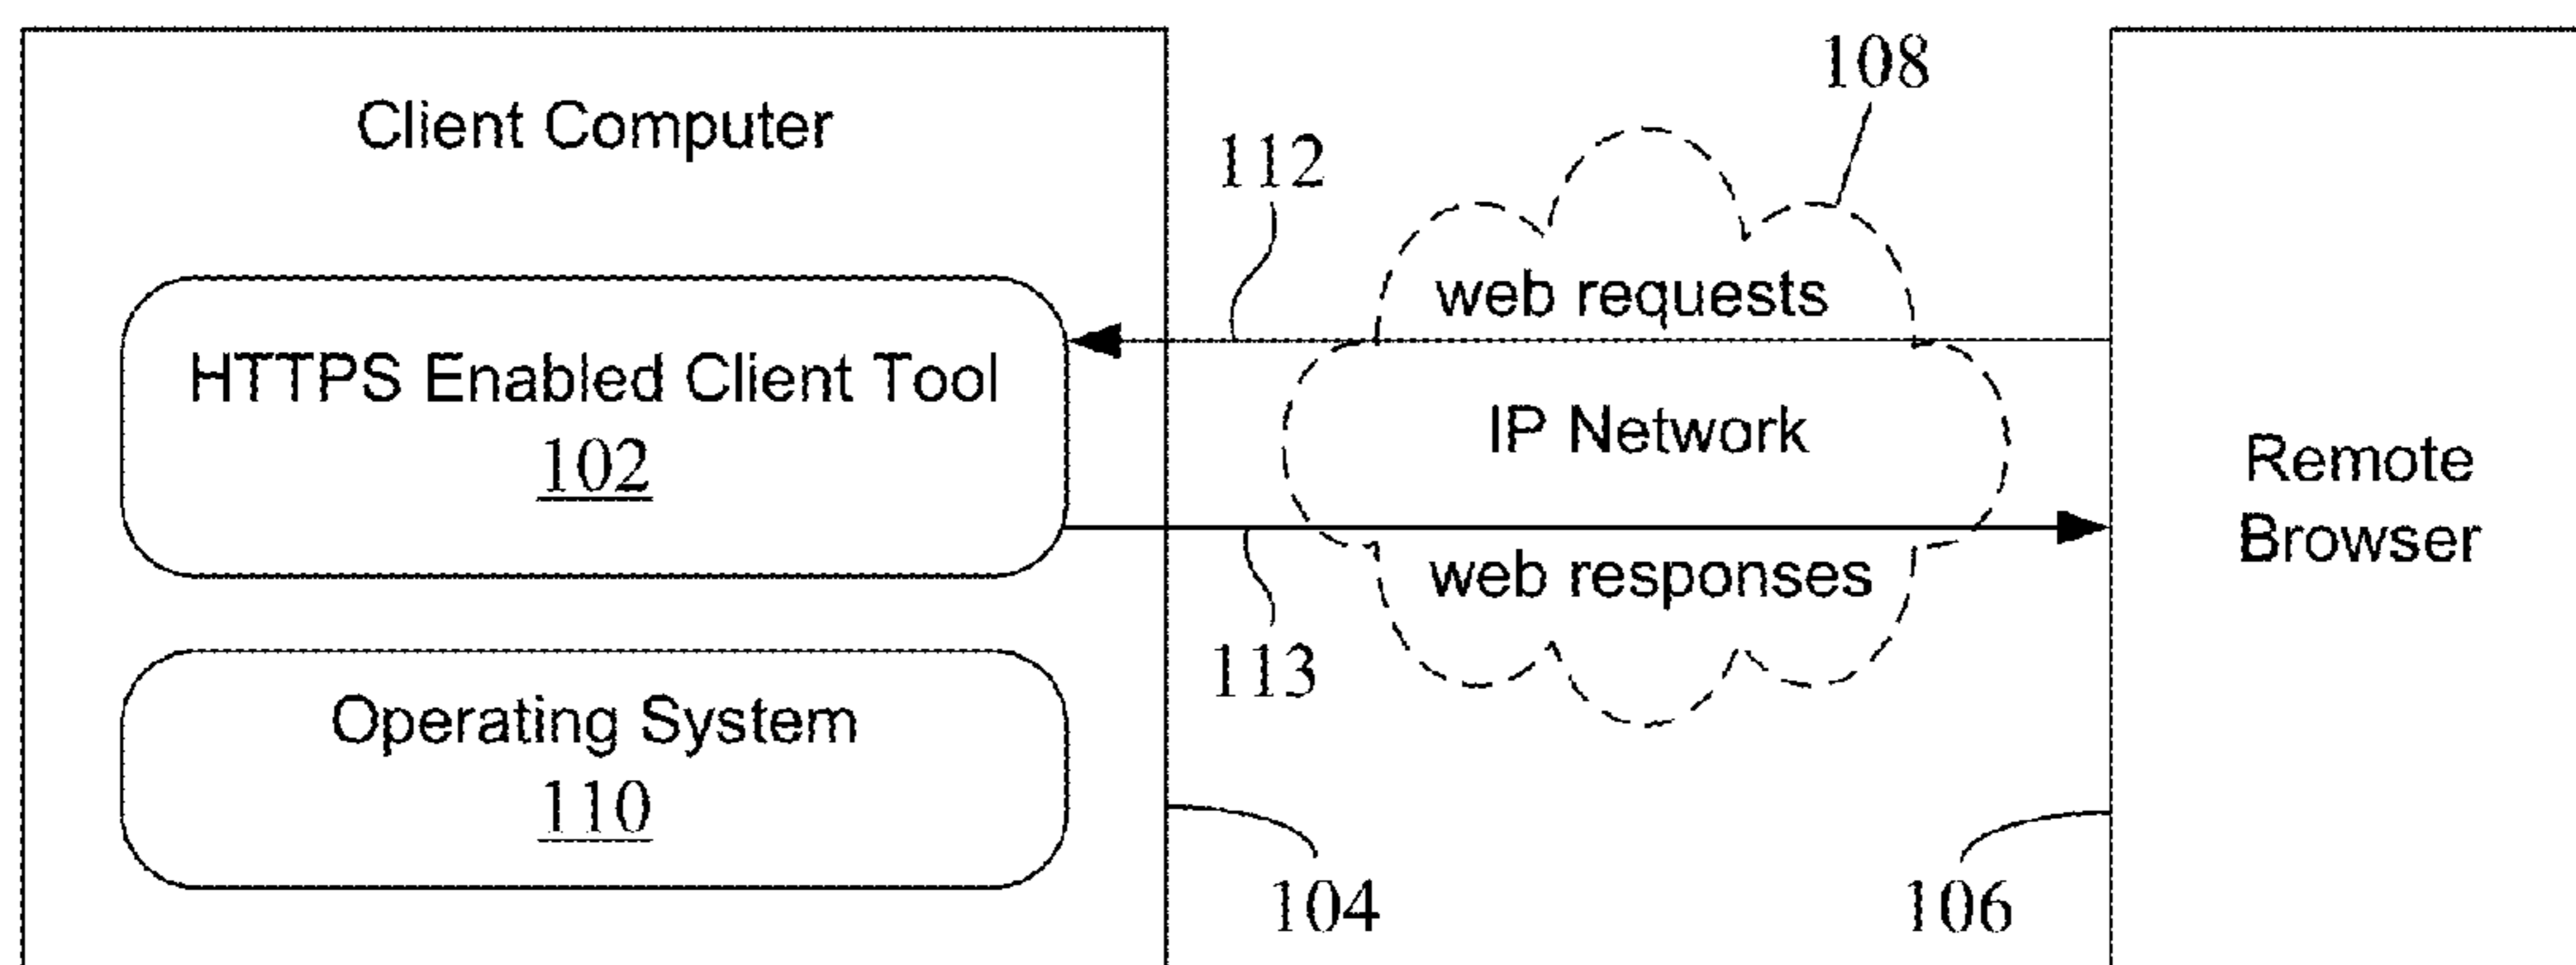 Client Computer
HTTPS Enabled Client Tool
102
Operating System
110
108
112
web requests
IP Network
web responses
113
104
106
Remote
Browser